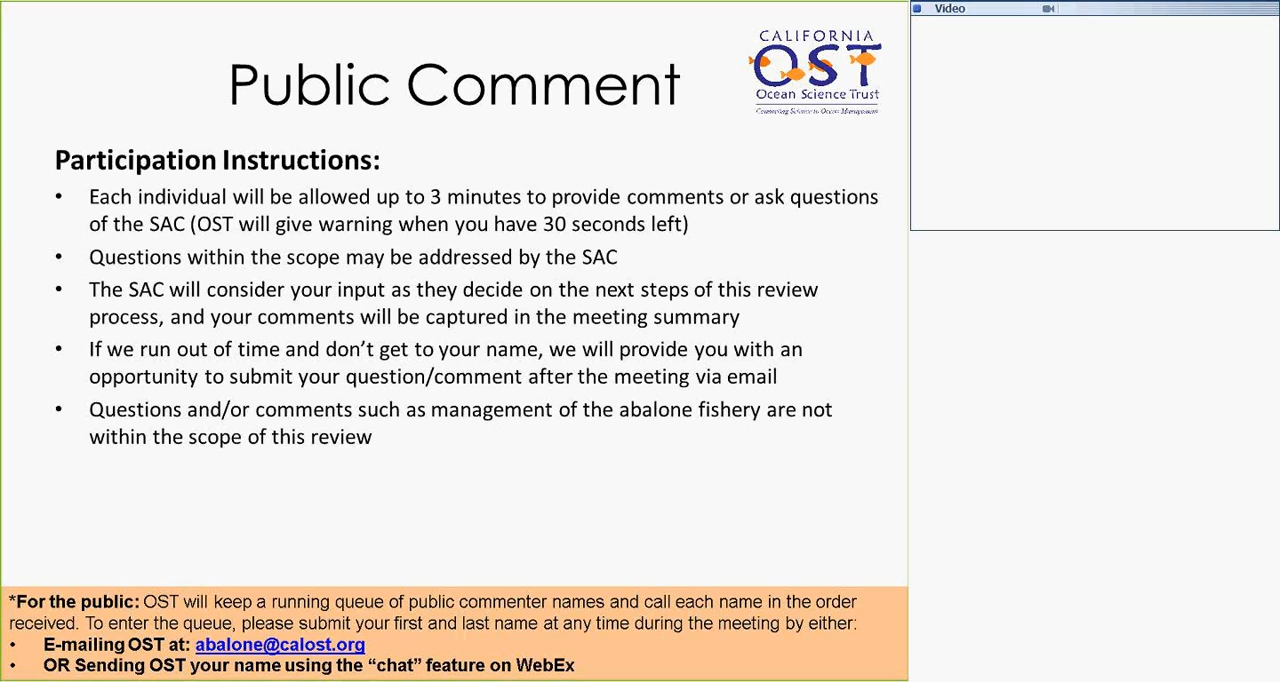 Video
CALIFORNIA
OST
Ocean Science Trust
Connecting Science to Ocean Management
Public Comment
Participation Instructions:
• Each individual will be allowed up to 3 minutes to provide comments or ask questions
of the SAC (OST will give warning when you have 30 seconds left)
• Questions within the scope may be addressed by the SAC
• The SAC will consider your input as they decide on the next steps of this review
process, and your comments will be captured in the meeting summary
• If we run out of time and don’t get to your name, we will provide you with an
opportunity to submit your question/comment after the meeting via email
• Questions and/or comments such as management of the abalone fishery are not
within the scope of this review
*For the public: OST will keep a running queue of public commenter names and call each name in the order
received. To enter the queue, please submit your first and last name at any time during the meeting by either:
• E-mailing OST at: abalone@calost.org
• OR Sending OST your name using the “chat” feature on WebEx